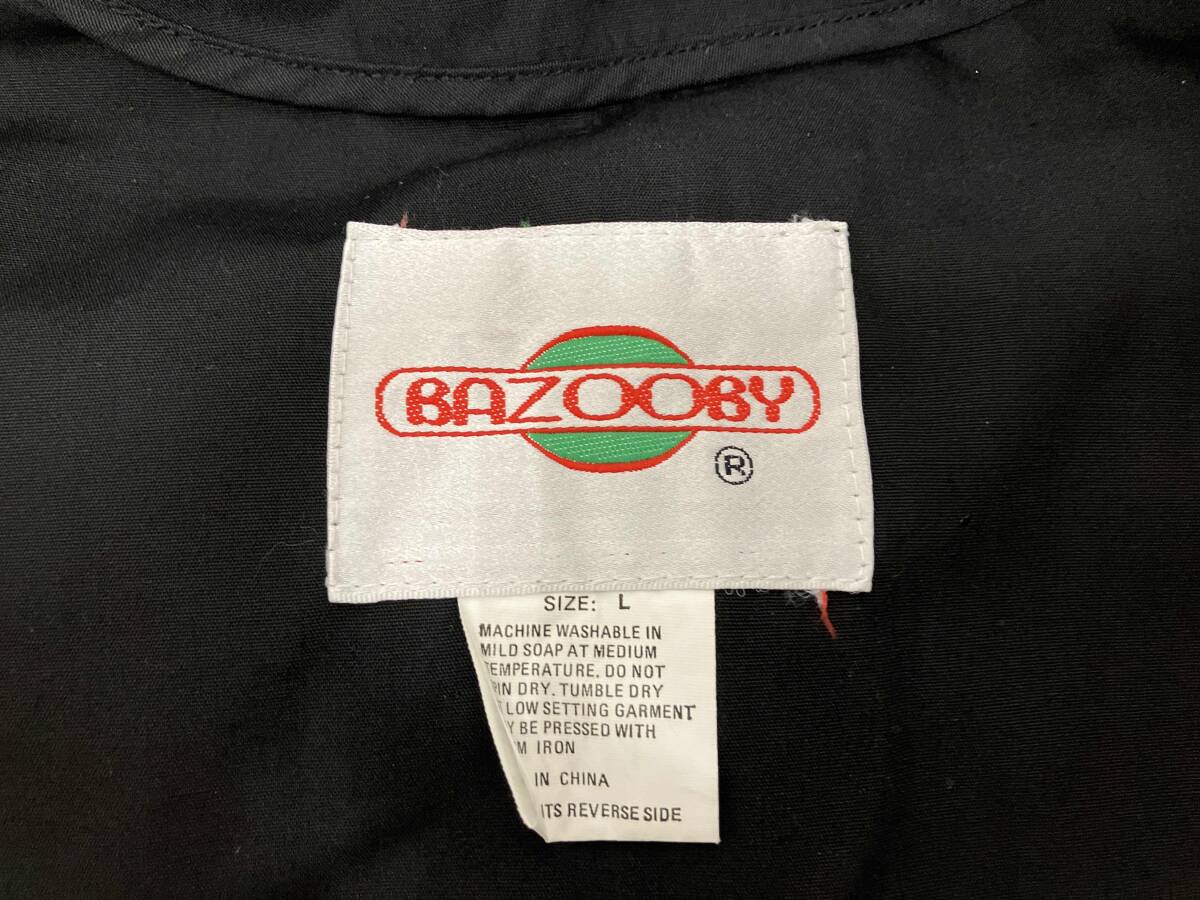 BAZOOBY
®
SIZE: L
MACHINE WASHABLE IN
MILD SOAP AT MEDIUM
TEMPERATURE. DO NOT
PIN DRY. TUMBLE DRY
T LOW SETTING GARMENT
Y BE PRESSED WITH
M IRON
IN CHINA
ITS REVERSE SIDE